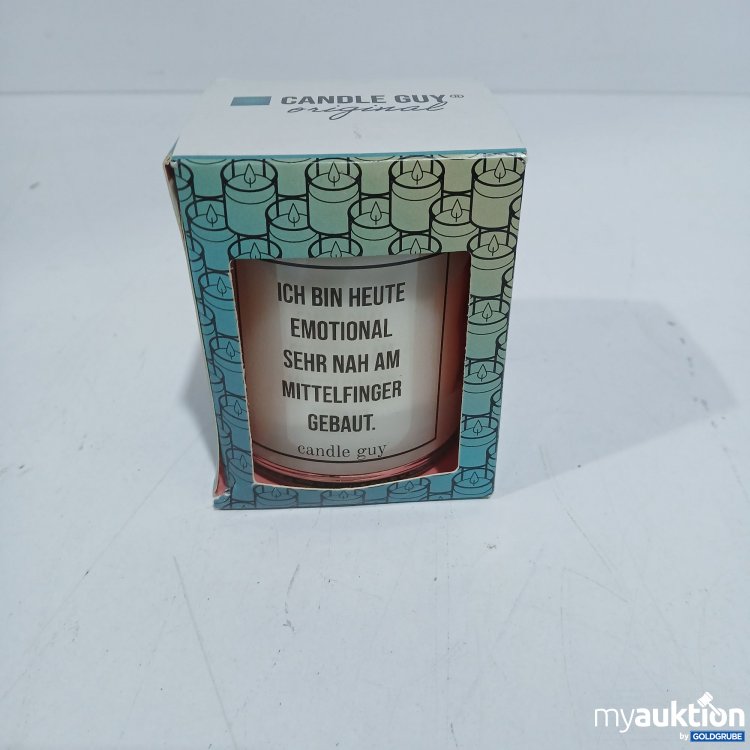 CANDLE GUY®
original
ICH BIN HEUTE
EMOTIONAL
SEHR NAH AM
MITTELFINGER
GEBAUT.
candle guy
myauktion
by GOLDGRUBE